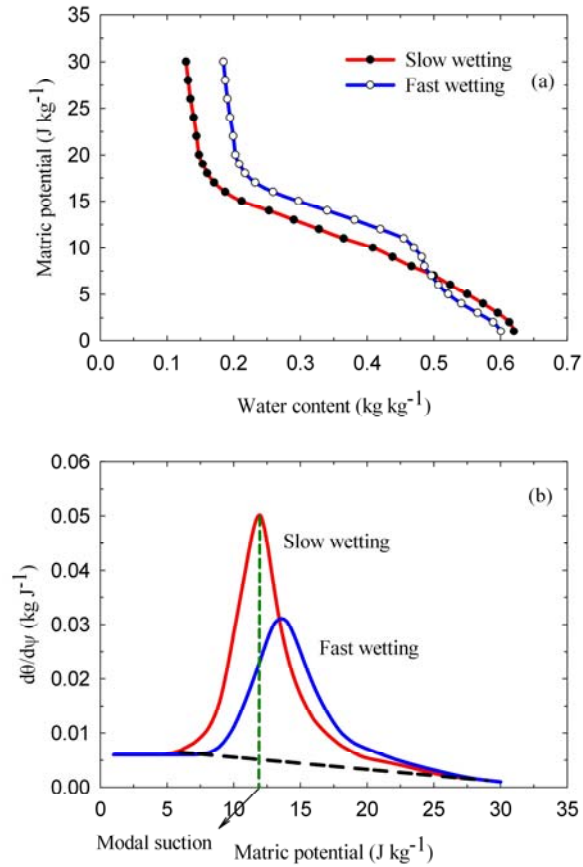 35
30
25
20
15
10
5
0
Matric potential (J kg-1)
Slow wetting
Fast wetting
(a)
0.0 0.1 0.2 0.3 0.4 0.5 0.6 0.7
Water content (kg kg-1)
0.06
0.05
0.04
0.03
0.02
0.01
0.00
dθ/dψ (kg J-1)
(b)
Slow wetting
Fast wetting
0 5 10 15 20 25 30 35
Modal suction
Matric potential (J kg-1)